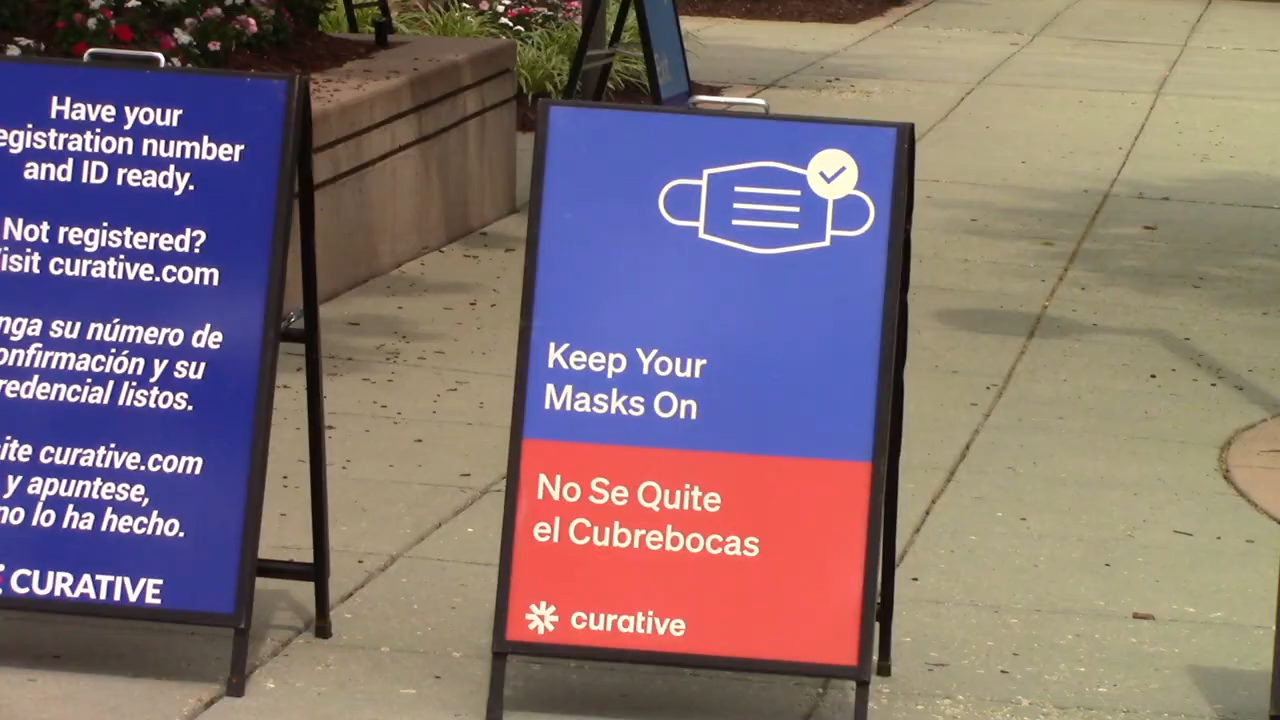 Have your
egistration number
and ID ready.
Not registered?
isit curative.com
nga su número de
onfirmación y su
redencial listos.
ite curative.com
y apuntese,
no lo ha hecho.
CURATIVE
Keep Your
Masks On
No Se Quite
el Cubrebocas
curative